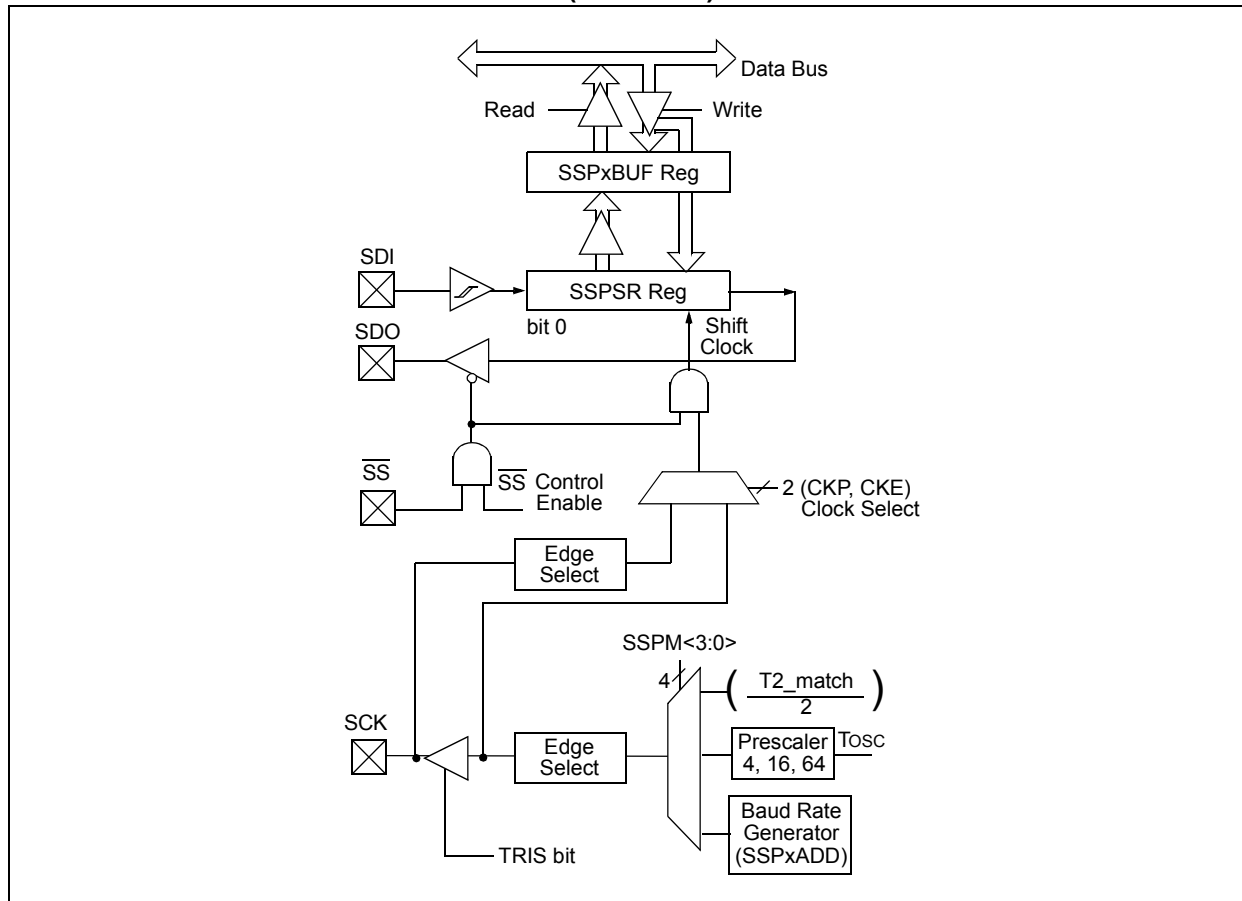 Data Bus
Read
Write
SSPxBUF Reg
SDI
SSPSR Reg
bit 0
Shift
Clock
SDO
SS
SS Control
Enable
2 (CKP, CKE)
Clock Select
Edge
Select
SSPM<3:0>
4
( T2_match )
2
SCK
Edge
Select
Prescaler
4, 16, 64
TOSC
Baud Rate
Generator
(SSPxADD)
TRIS bit